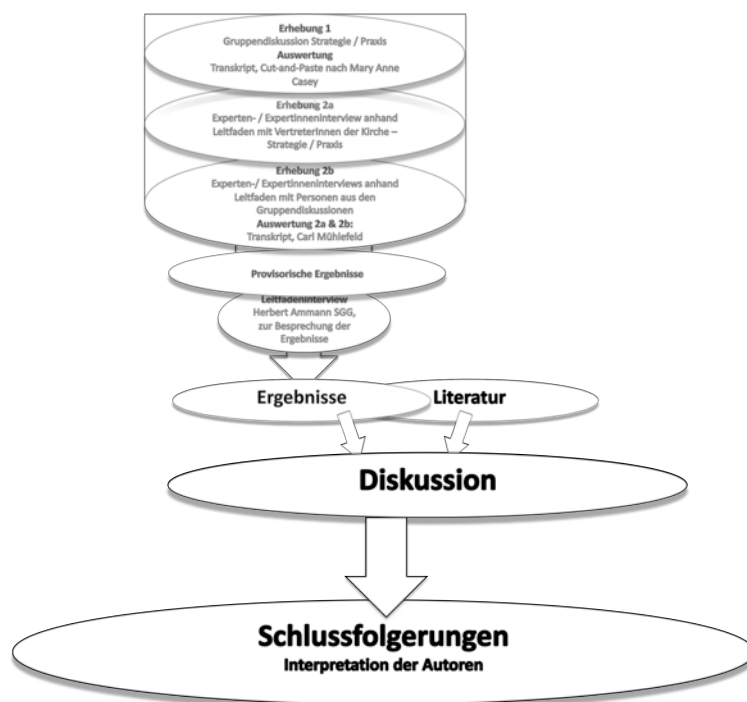 Erhebung 1
Gruppendiskussion Strategie / Praxis
Auswertung
Transkript, Cut-and-Paste nach Mary Anne
Casey
Erhebung 2a
Experten- / Expertinneninterview anhand
Leitfaden mit VertreterInnen der Kirche –
Strategie / Praxis
Erhebung 2b
Experten-/ Expertinneninterviews anhand
Leitfaden mit Personen aus den
Gruppendiskussionen
Auswertung 2a & 2b:
Transkript, Carl Mühlefeld
Provisorische Ergebnisse
Leitfadeninterview
Herbert Ammann SGG,
zur Besprechung der
Ergebnisse
Ergebnisse
Literatur
Diskussion
Schlussfolgerungen
Interpretation der Autoren